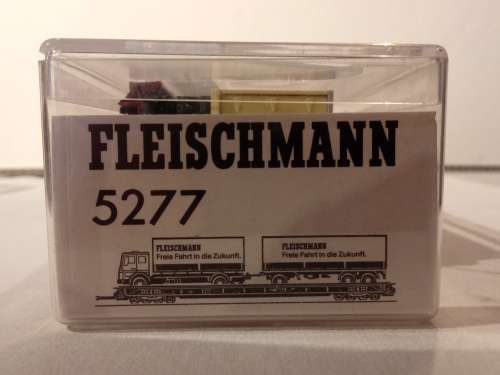 FLEISCHMANN
5277
FLEISCHMANN
Freie Fahrt in die Zukunft.
FLEISCHMANN
Freie Fahrt in die Zukunft.